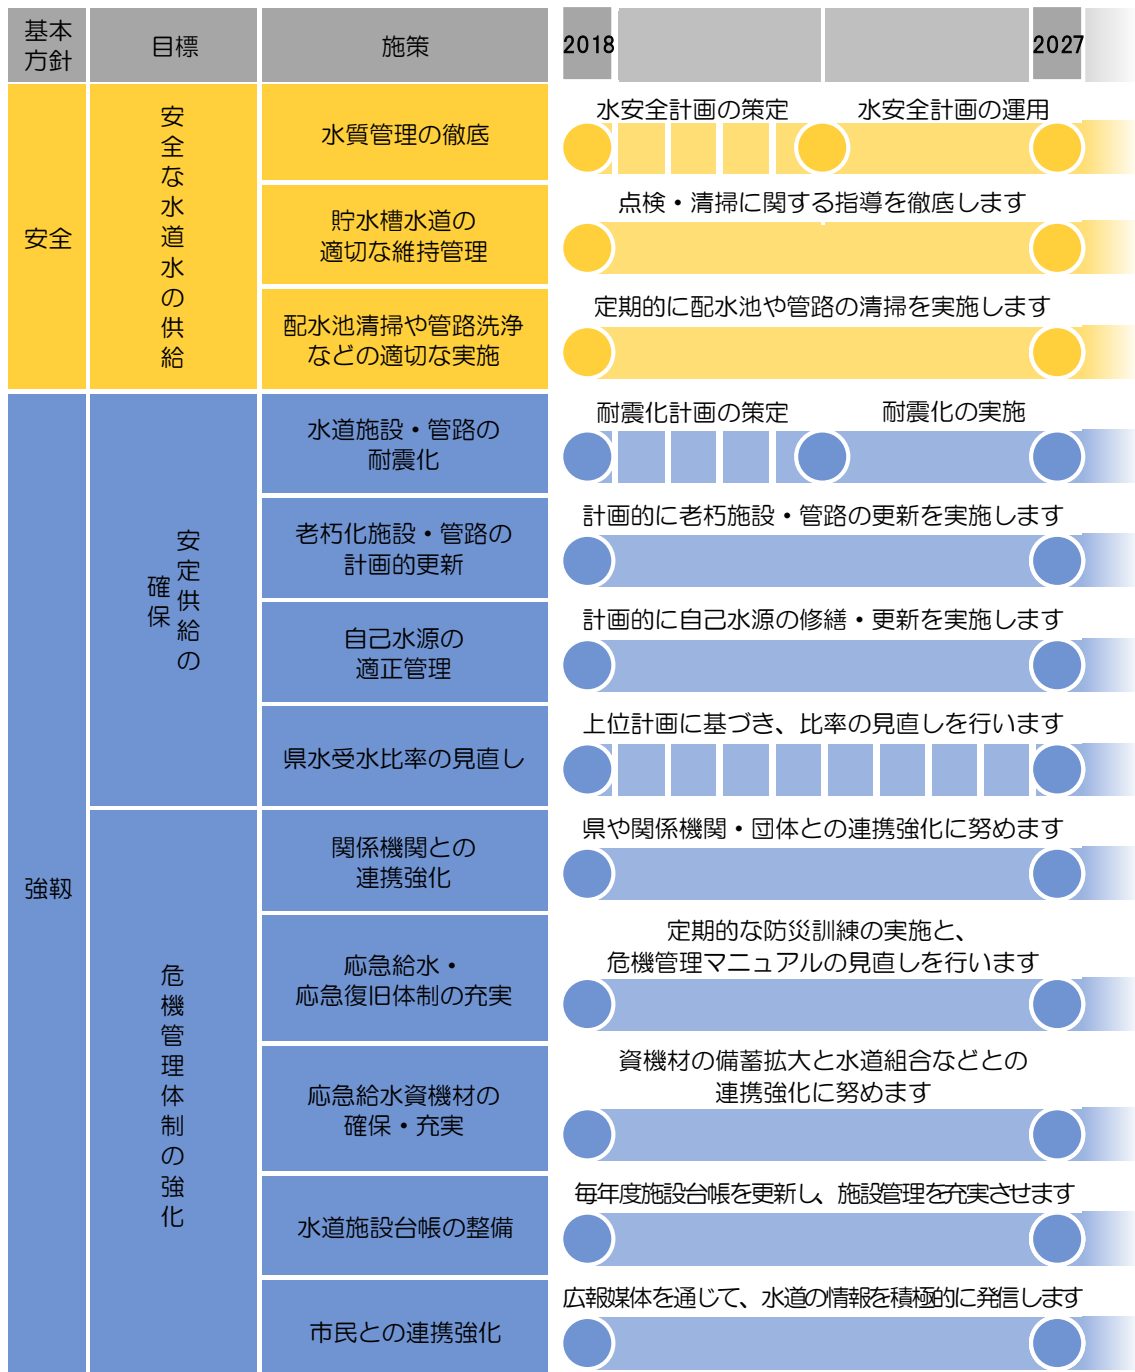 基本
方針
目標
施策
2018
2027
安全
安全な水道水の供給
水質管理の徹底
水安全計画の策定
水安全計画の運用
貯水槽水道の
適切な維持管理
点検・清掃に関する指導を徹底します
配水池清掃や管路洗浄
などの適切な実施
定期的に配水池や管路の清掃を実施します
強靱
安定供給の
確保
水道施設・管路の
耐震化
耐震化計画の策定
耐震化の実施
老朽化施設・管路の
計画的更新
計画的に老朽施設・管路の更新を実施します
自己水源の
適正管理
計画的に自己水源の修繕・更新を実施します
県水受水比率の見直し
上位計画に基づき、比率の見直しを行います
危機管理体制の強化
関係機関との
連携強化
県や関係機関・団体との連携強化に努めます
応急給水・
応急復旧体制の充実
定期的な防災訓練の実施と、
危機管理マニュアルの見直しを行います
応急給水資機材の
確保・充実
資機材の備蓄拡大と水道組合などとの
連携強化に努めます
水道施設台帳の整備
毎年度施設台帳を更新し、施設管理を充実させます
市民との連携強化
広報媒体を通じて、水道の情報を積極的に発信します